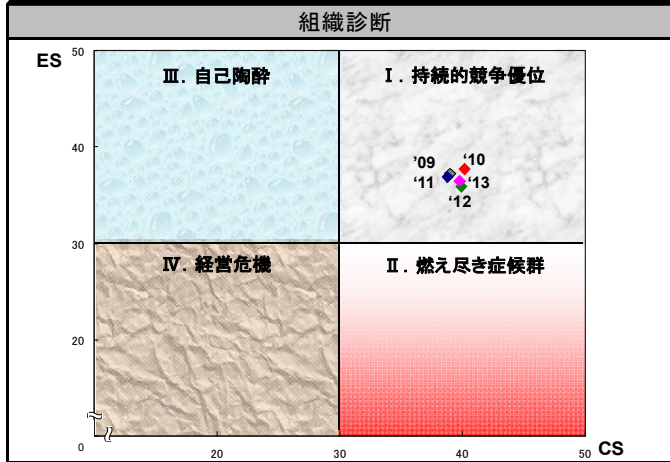 組織診断
ES 50
Ⅲ. 自己陶酔
Ⅰ. 持続的競争優位
40
'09
‘10
‘11
‘13
‘12
30
Ⅳ. 経営危機
Ⅱ. 燃え尽き症候群
20
0
20
30
40
50 CS